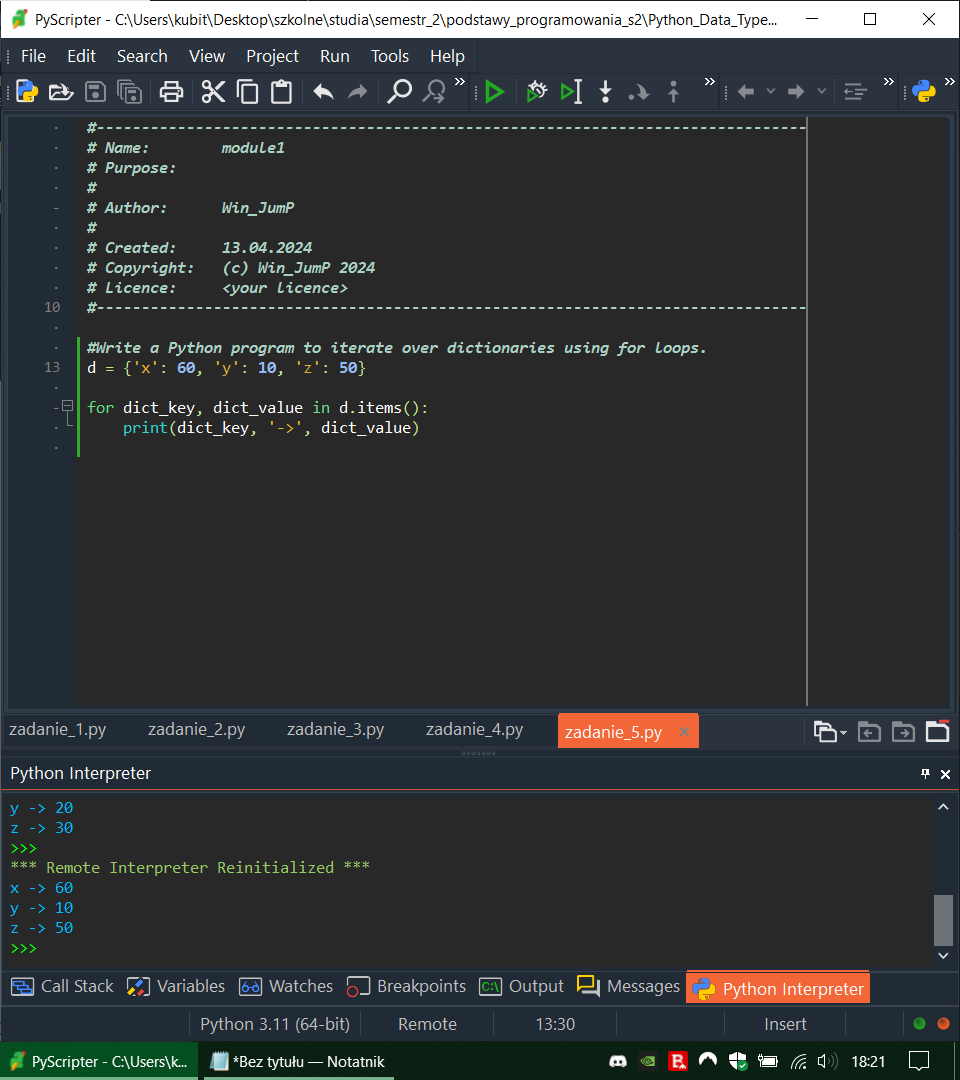 PyScripter - C:\Users\kubit\Desktop\szkolne\studia\semestr_2\podstawy_programowania_s2\Python_Data_Type...
File Edit Search View Project Run Tools Help
#-------------------------------------------------------------------------------
# Name:        module1
# Purpose:
#
# Author:      Win_JumP
#
# Created:     13.04.2024
# Copyright:   (c) Win_JumP 2024
# Licence:     <your licence>
10 #-------------------------------------------------------------------------------
#Write a Python program to iterate over dictionaries using for loops.
13 d = {'x': 60, 'y': 10, 'z': 50}
for dict_key, dict_value in d.items():
    print(dict_key, '->', dict_value)
zadanie_1.py zadanie_2.py zadanie_3.py zadanie_4.py zadanie_5.py
Python Interpreter
y -> 20
z -> 30
>>>
*** Remote Interpreter Reinitialized ***
x -> 60
y -> 10
z -> 50
>>>
Call Stack Variables Watches Breakpoints Output Messages Python Interpreter
Python 3.11 (64-bit) Remote 13:30 Insert
PyScripter - C:\Users\k... *Bez tytułu — Notatnik 18:21